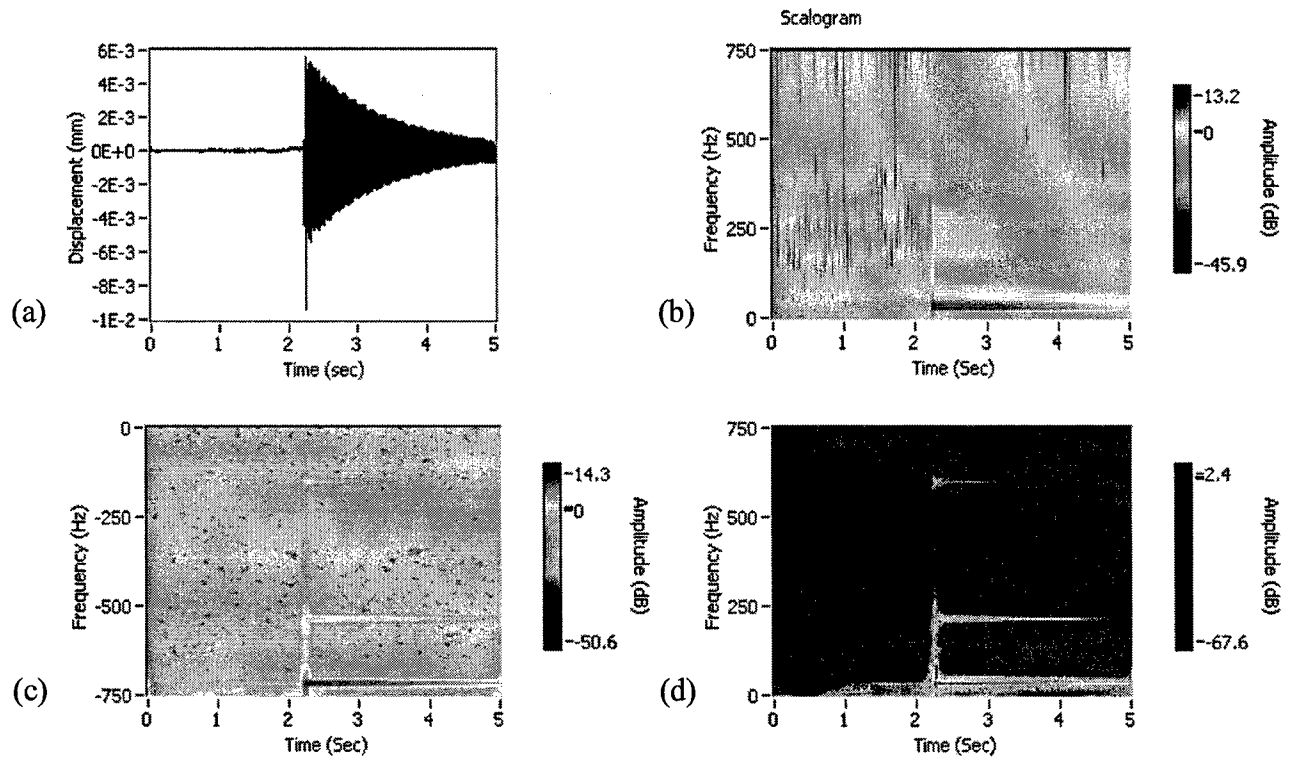 Scalogram
6E-3
4E-3
2E-3
0E+0
-2E-3
-4E-3
-6E-3
-8E-3
-1E-2
Displacement (mm)
0 1 2 3 4 5
Time (sec)
(a)
750
500
250
0
Frequency (Hz)
0 1 2 3 4 5
Time (Sec)
-13.2
-0
-45.9
Amplitude (dB)
(b)
0
-250
-500
-750
Frequency (Hz)
0 1 2 3 4 5
Time (Sec)
-14.3
0
-50.6
Amplitude (dB)
(c)
750
500
250
0
Frequency (Hz)
0 1 2 3 4 5
Time (Sec)
2.4
-67.6
Amplitude (dB)
(d)